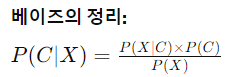 베이즈의 정리:
P(C|X) = P(X|C)×P(C) / P(X)